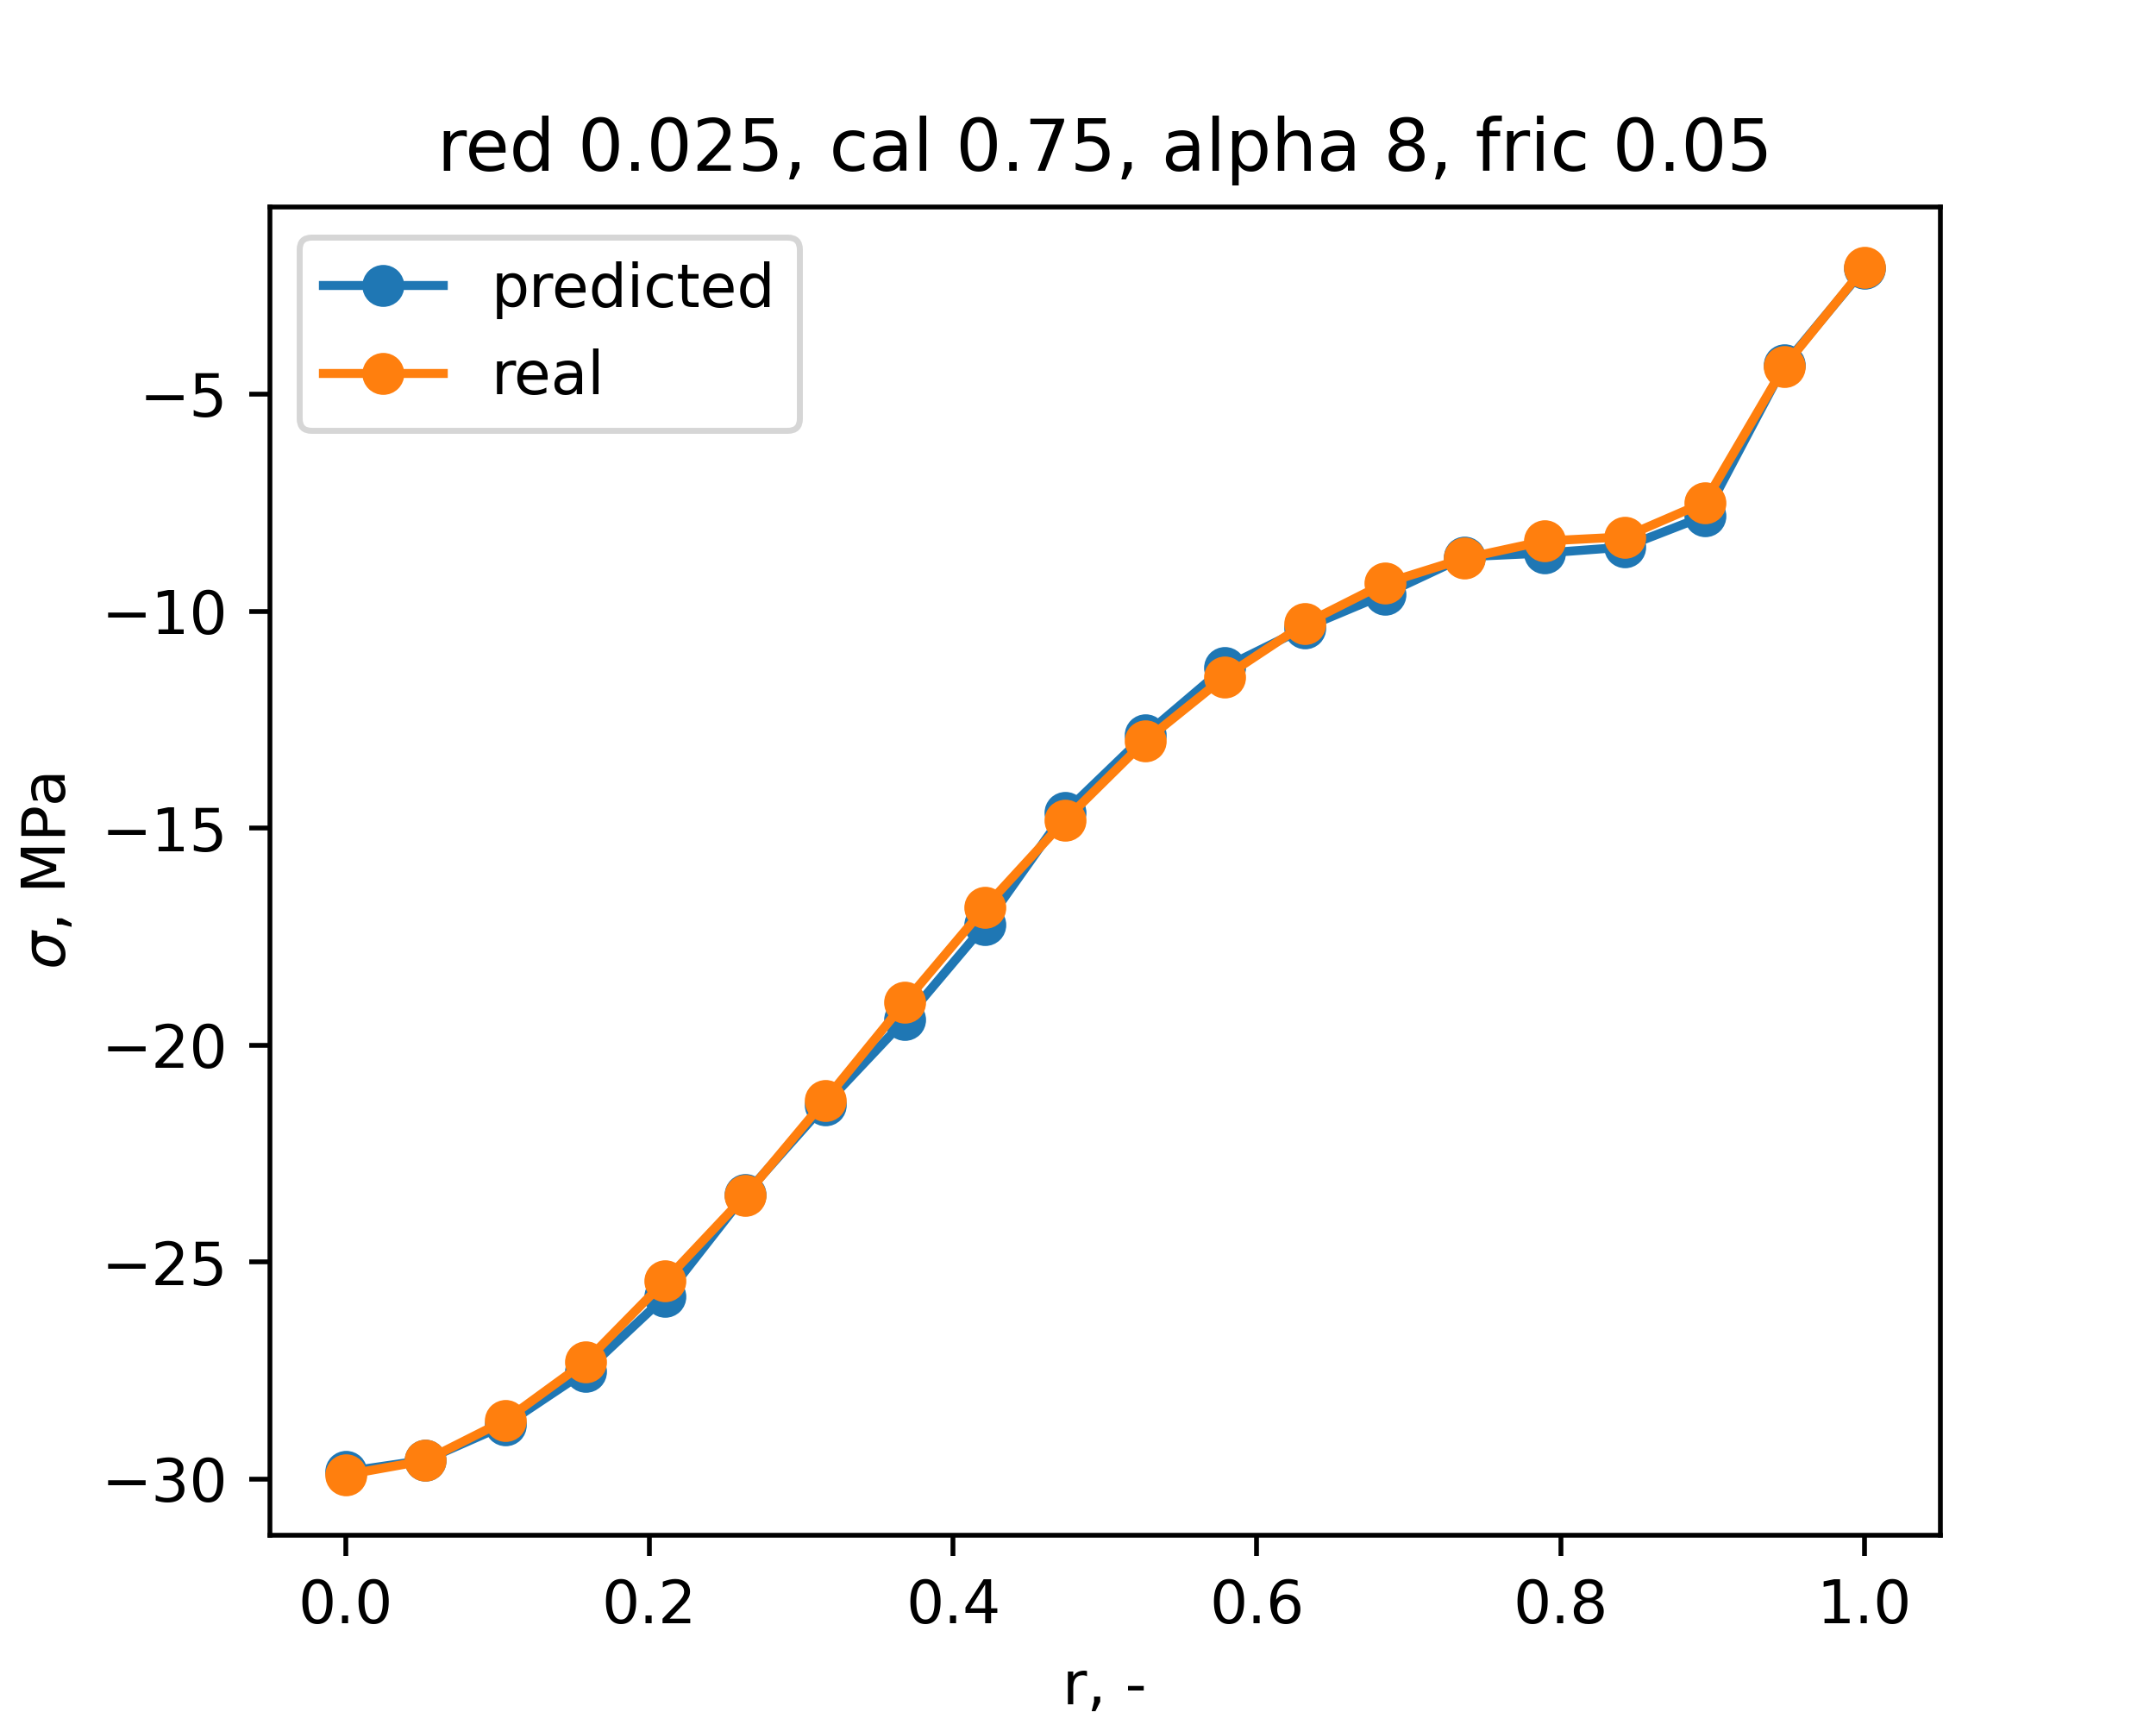 red 0.025, cal 0.75, alpha 8, fric 0.05
predicted
real
−5
−10
−15
−20
−25
−30
σ, MPa
0.0 0.2 0.4 0.6 0.8 1.0
r, -